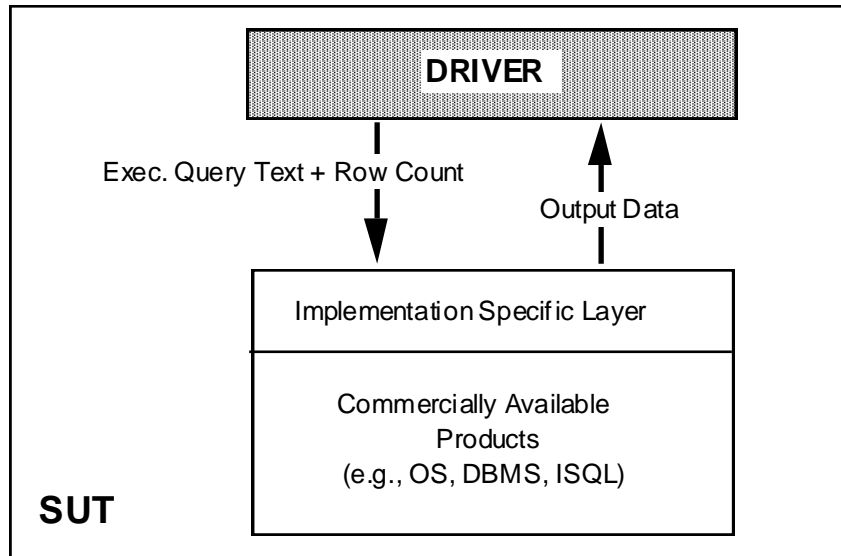 DRIVER
Exec. Query Text + Row Count
Output Data
Implementation Specific Layer
Commercially Available
Products
(e.g., OS, DBMS, ISQL)
SUT